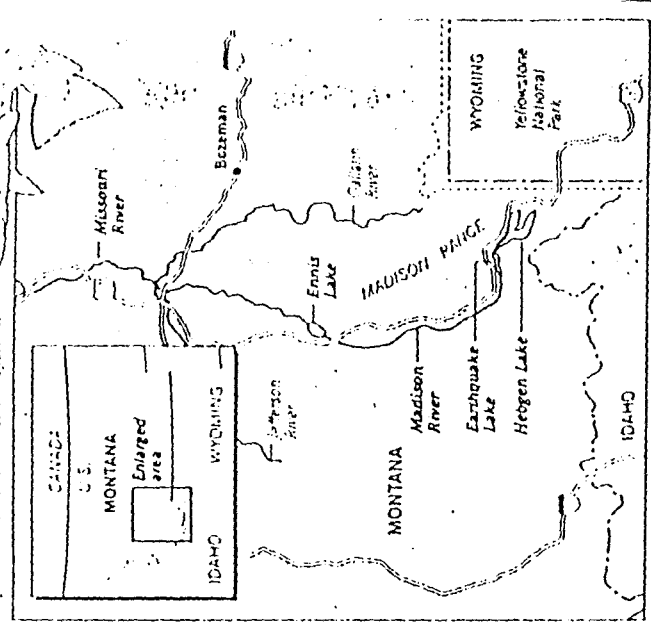 CANADA
U.S.
MONTANA
Enlarged
area
IDAHO
WYOMING
Missouri
River
Bozeman
Gallatin
River
Jefferson
River
Ennis
Lake
MADISON RANGE
MONTANA
Madison
River
Earthquake
Lake
Hebgen Lake
IDAHO
WYOMING
Yellowstone
National
Park